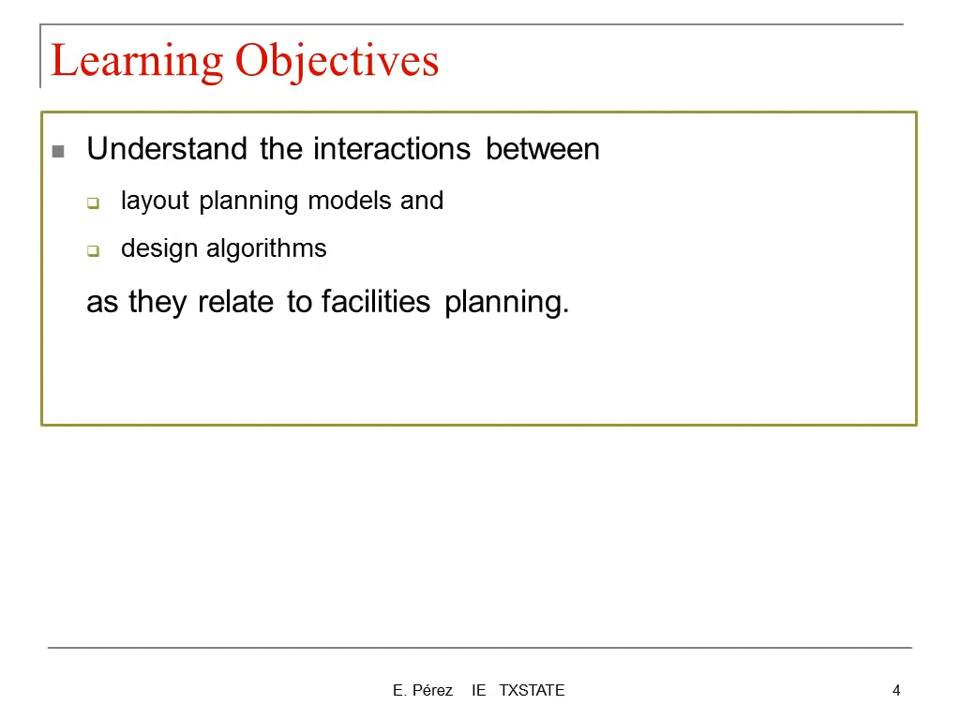 Learning Objectives
Understand the interactions between
layout planning models and
design algorithms
as they relate to facilities planning.
E. Pérez IE TXSTATE 4